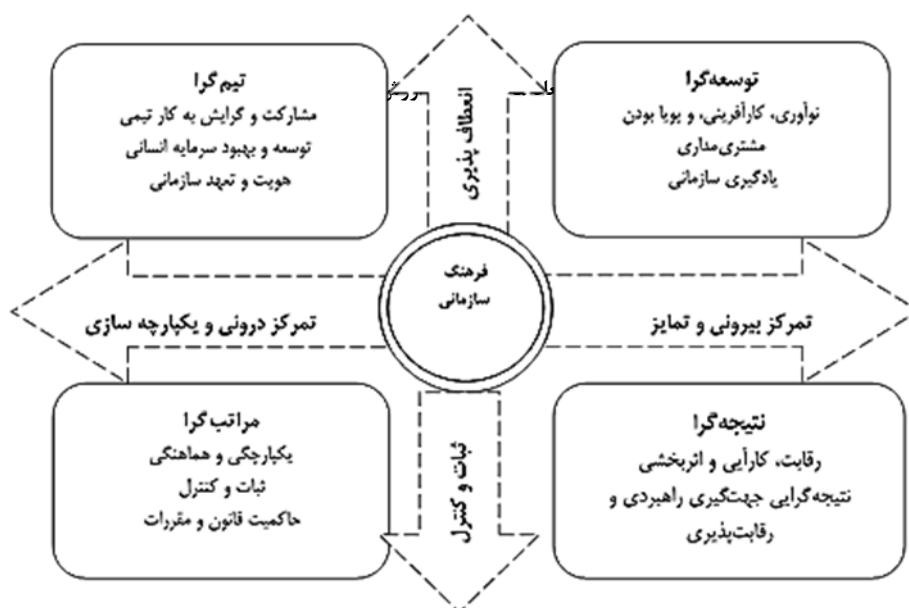 توسعه‌گرا
نوآوری، کارآفرینی، و پویا بودن
مشتری‌مداری
یادگیری سازمانی
انعطاف پذیری
تیم‌گرا
مشارکت و گرایش به کار تیمی
توسعه و بهبود سرمایه انسانی
هویت و تعهد سازمانی
تمرکز بیرونی و تمایز
فرهنگ
سازمانی
تمرکز درونی و یکپارچه سازی
نتیجه‌گرا
رقابت، کارآیی و اثربخشی
نتیجه‌گرایی جهت‌گیری راهبردی و
رقابت‌پذیری
ثبات و کنترل
مراتب‌گرا
یکپارچگی و هماهنگی
ثبات و کنترل
حاکمیت قانون و مقررات